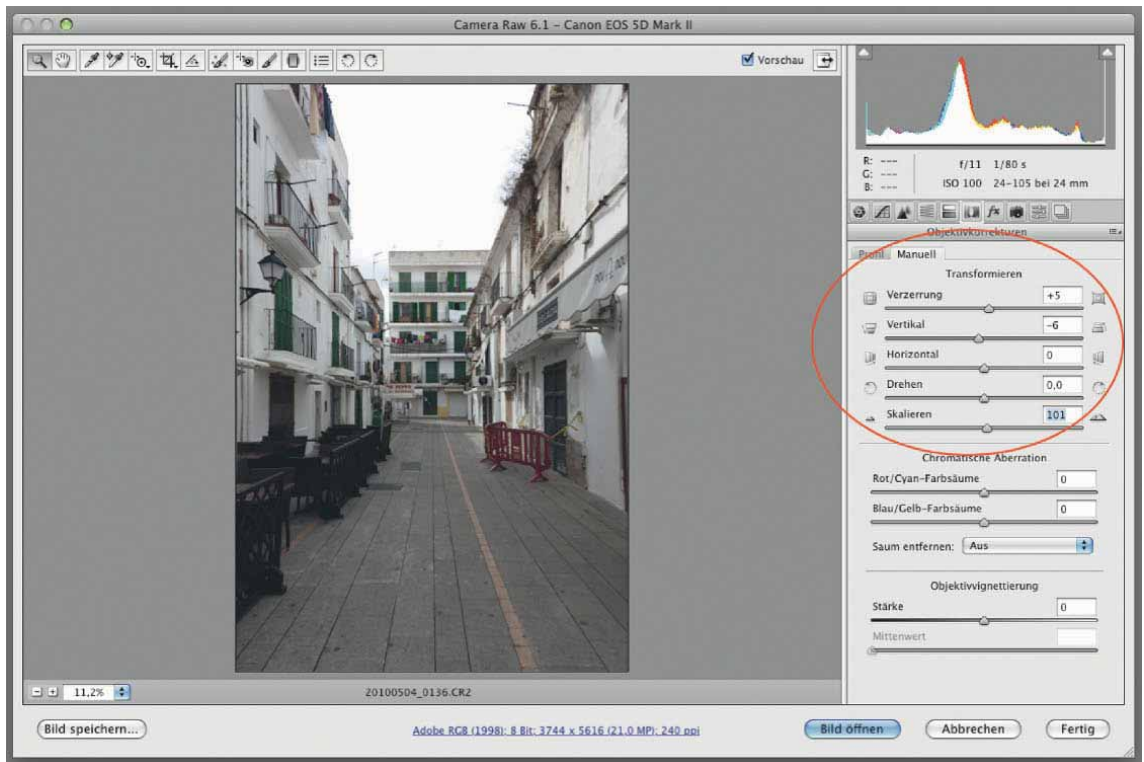 Camera Raw 6.1 – Canon EOS 5D Mark II
Vorschau
R: ---
G: ---
B: ---
f/11 1/80 s
ISO 100 24–105 bei 24 mm
Objektivkorrekturen
Profil Manuell
Transformieren
Verzerrung +5
Vertikal –6
Horizontal 0
Drehen 0,0
Skalieren 101
Chromatische Aberration
Rot/Cyan–Farbsäume 0
Blau/Gelb–Farbsäume 0
Saum entfernen: Aus
Objektivvignettierung
Stärke 0
Mittenwert
11,2%
20100504_0136.CR2
Bild speichern...
Adobe RGB (1998); 8 Bit; 3744 x 5616 (21.0 MP); 240 ppi
Bild öffnen
Abbrechen
Fertig